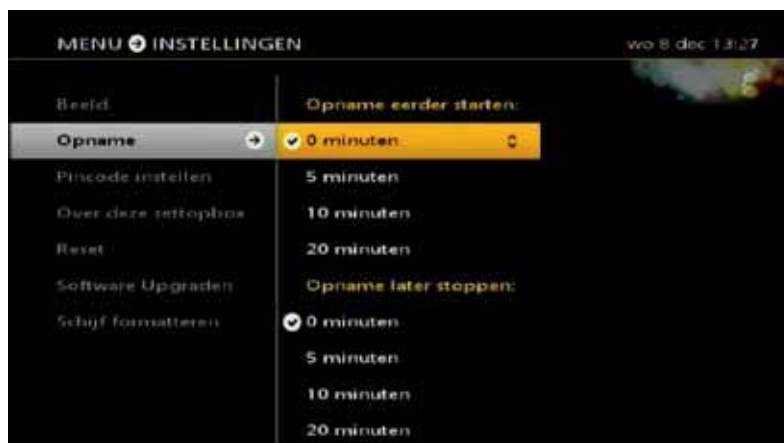 MENU INSTELLINGEN
wo 8 dec 13:27
Beeld
Opname
Pincode instellen
Over deze settopbox
Reset
Software Upgraden
Schijf formatteren
Opname eerder starten:
0 minuten
5 minuten
10 minuten
20 minuten
Opname later stoppen:
0 minuten
5 minuten
10 minuten
20 minuten